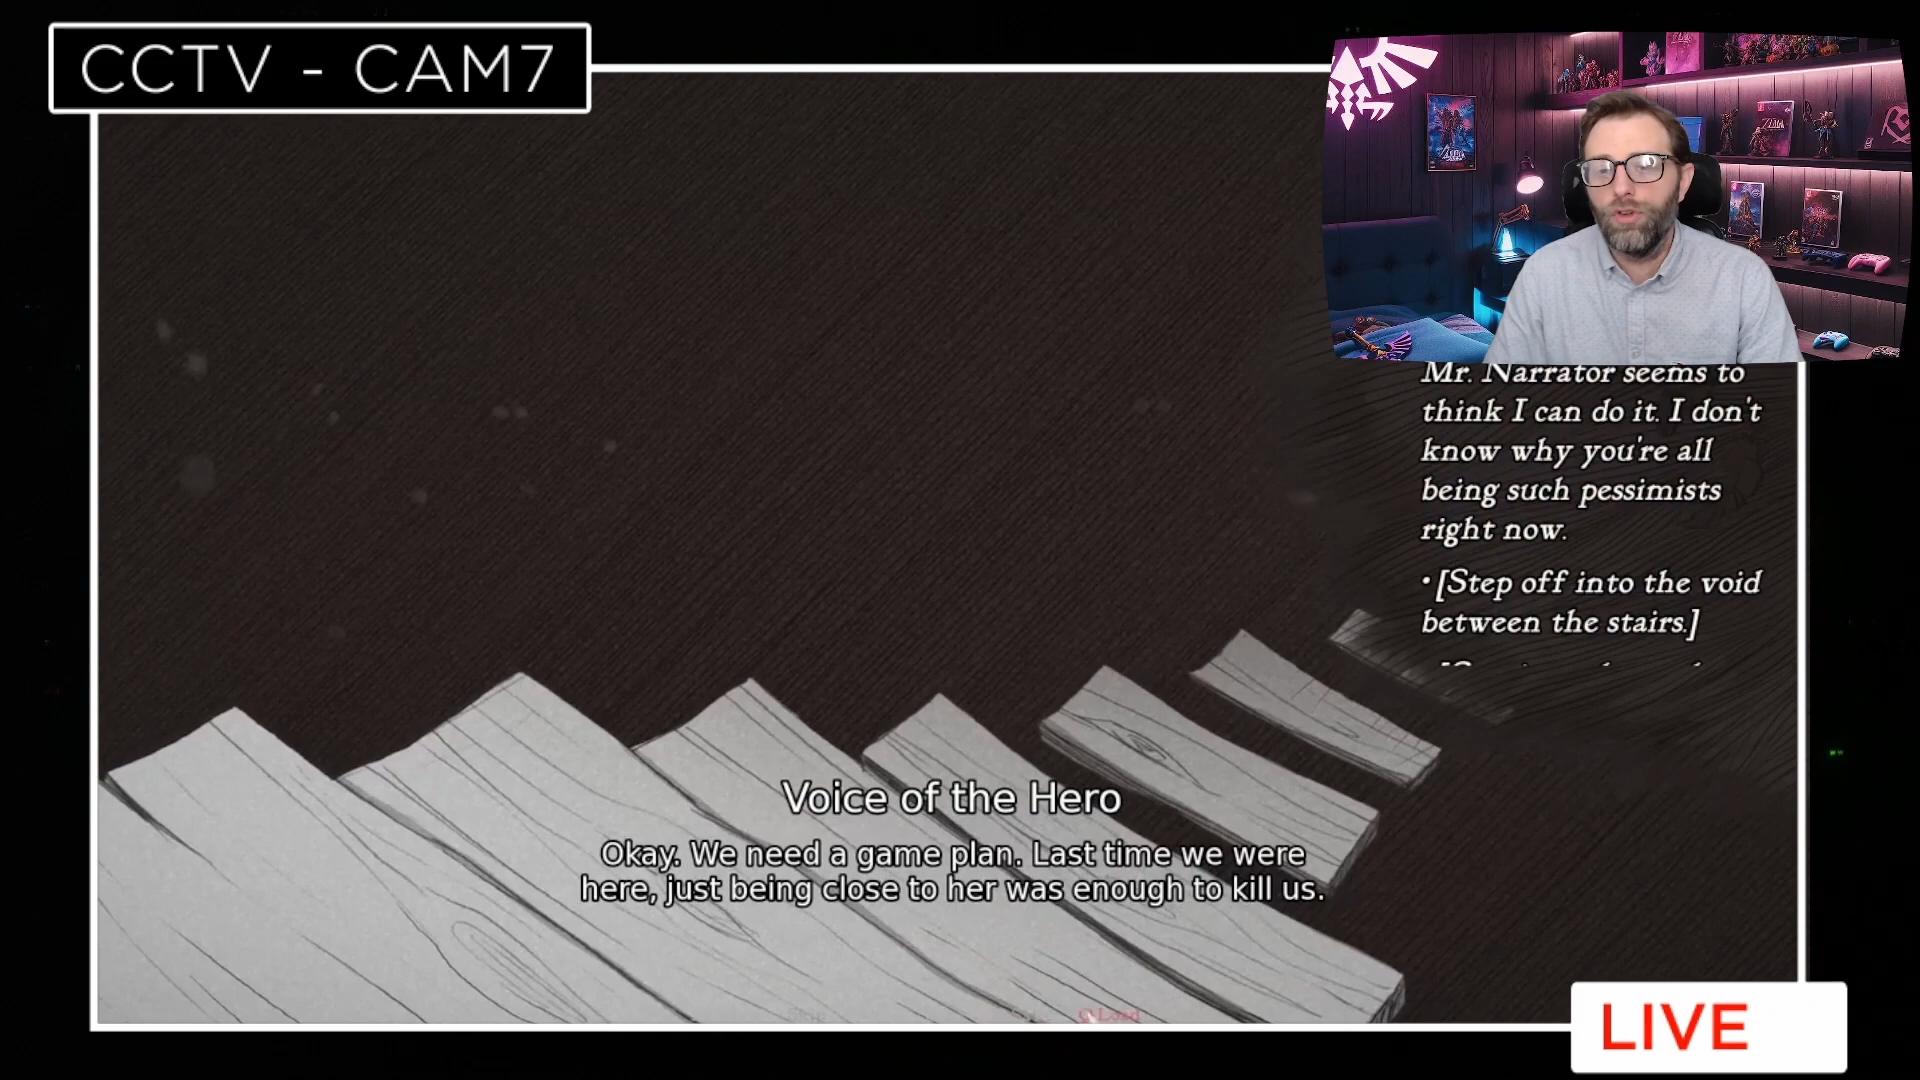 CCTV - CAM7
Mr. Narrator seems to
think I can do it. I don't
know why you're all
being such pessimists
right now.
• [Step off into the void
between the stairs.]
Voice of the Hero
Okay. We need a game plan. Last time we were
here, just being close to her was enough to kill us.
Skip
Load
LIVE